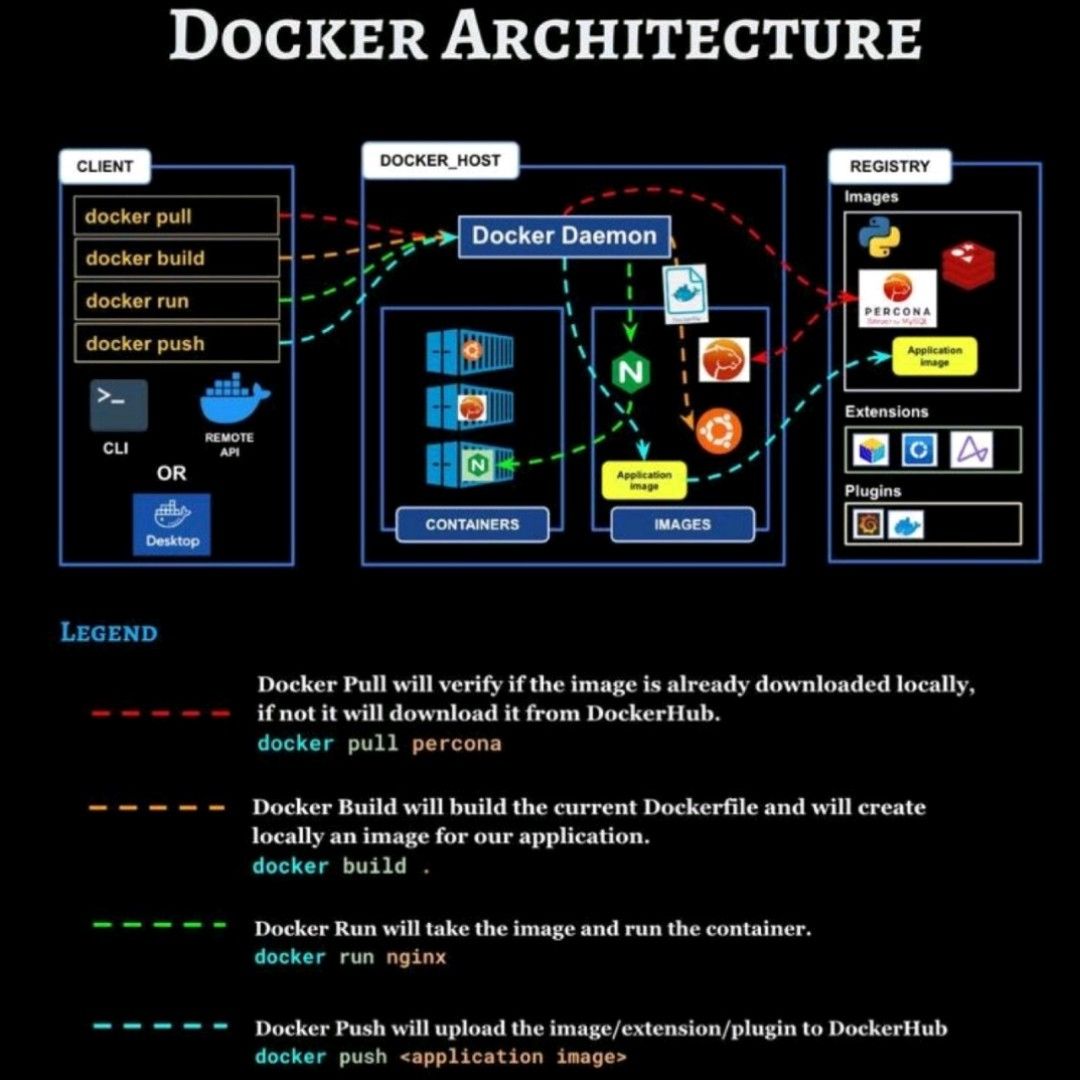 DOCKER ARCHITECTURE
CLIENT
docker pull
docker build
docker run
docker push
>_
CLI
REMOTE
API
OR
Desktop
DOCKER_HOST
Docker Daemon
N
N
Application
image
CONTAINERS
IMAGES
REGISTRY
Images
PERCONA
Application
image
Extensions
Plugins
LEGEND
Docker Pull will verify if the image is already downloaded locally,
if not it will download it from DockerHub.
docker pull percona
Docker Build will build the current Dockerfile and will create
locally an image for our application.
docker build .
Docker Run will take the image and run the container.
docker run nginx
Docker Push will upload the image/extension/plugin to DockerHub
docker push <application image>